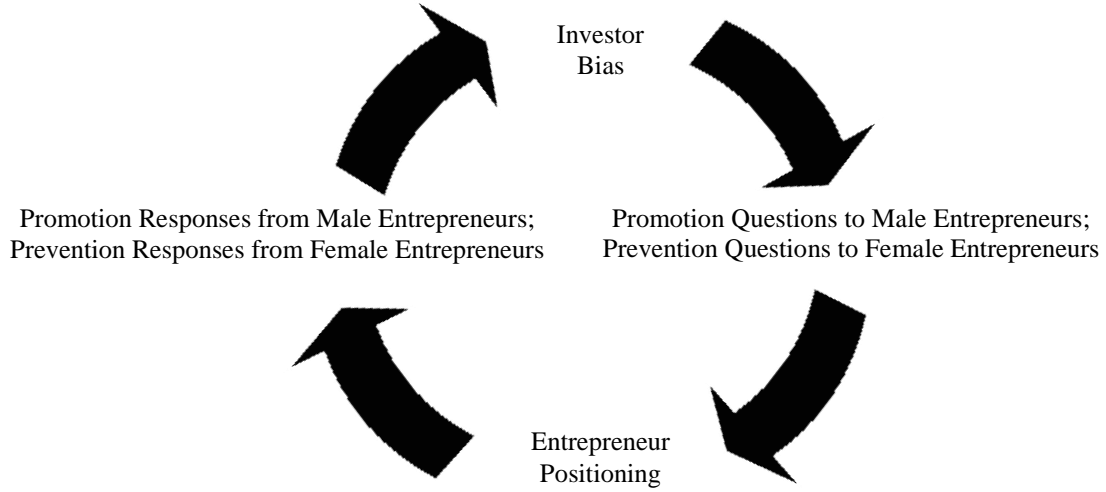 Investor
Bias
Promotion Responses from Male Entrepreneurs;
Prevention Responses from Female Entrepreneurs
Promotion Questions to Male Entrepreneurs;
Prevention Questions to Female Entrepreneurs
Entrepreneur
Positioning